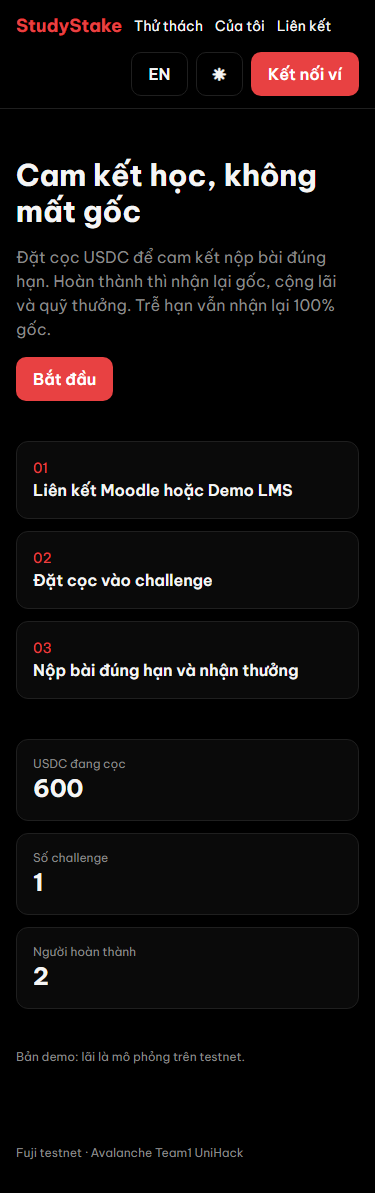 StudyStake Thử thách Của tôi Liên kết
EN Kết nối ví
Cam kết học, không
mất gốc
Đặt cọc USDC để cam kết nộp bài đúng
hạn. Hoàn thành thì nhận lại gốc, cộng lãi
và quỹ thưởng. Trễ hạn vẫn nhận lại 100%
gốc.
Bắt đầu
01
Liên kết Moodle hoặc Demo LMS
02
Đặt cọc vào challenge
03
Nộp bài đúng hạn và nhận thưởng
USDC đang cọc
600
Số challenge
1
Người hoàn thành
2
Bản demo: lãi là mô phỏng trên testnet.
Fuji testnet · Avalanche Team1 UniHack